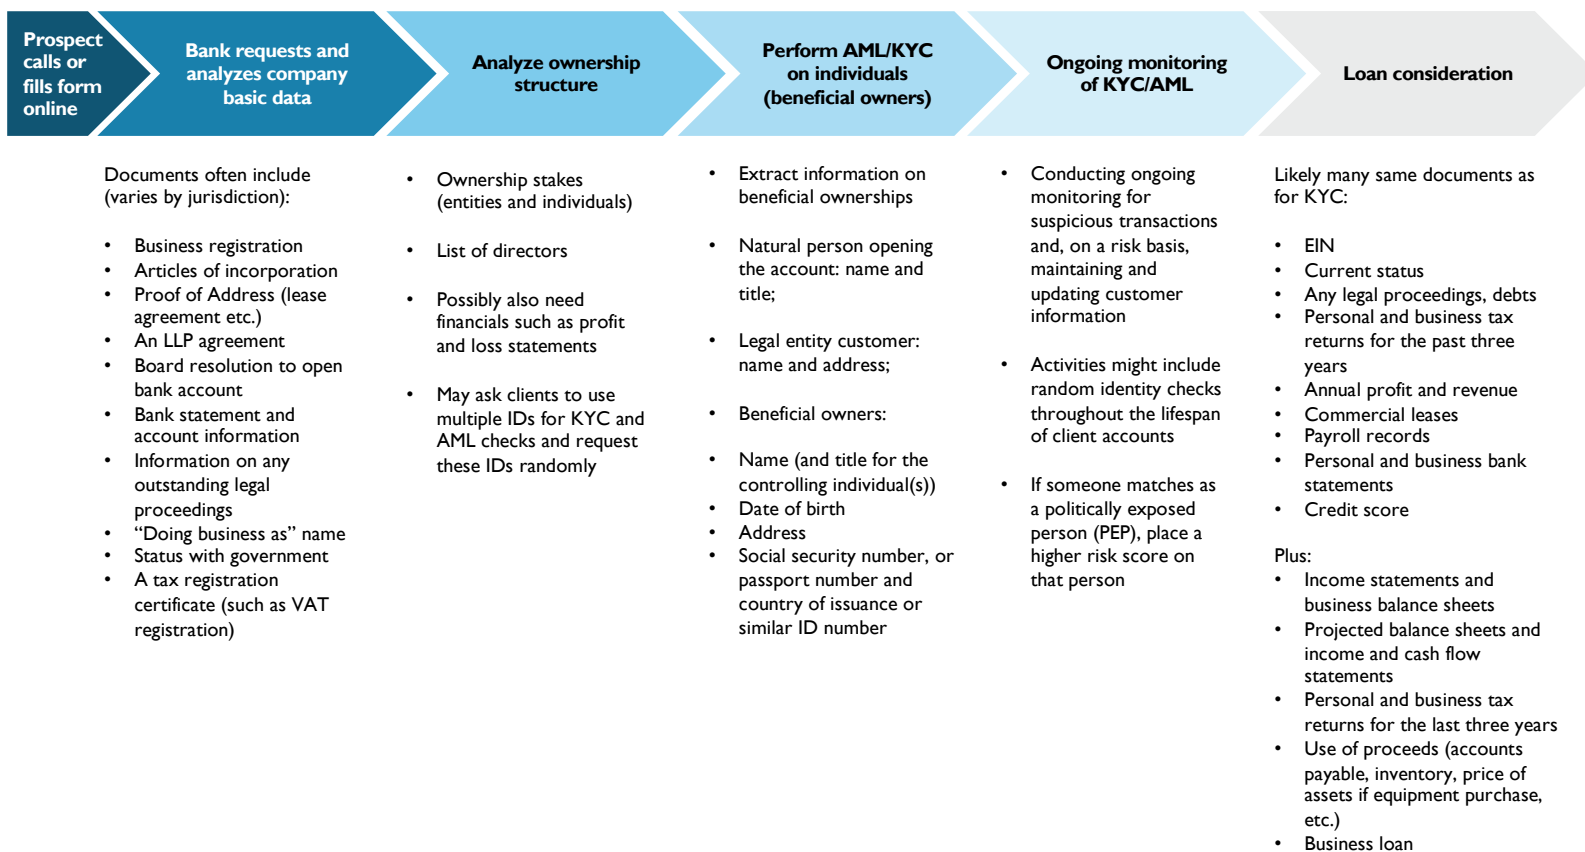 Prospect
calls or
fills form
online
Bank requests and
analyzes company
basic data
Analyze ownership
structure
Perform AML/KYC
on individuals
(beneficial owners)
Ongoing monitoring
of KYC/AML
Loan consideration
Documents often include
(varies by jurisdiction):
• Business registration
• Articles of incorporation
• Proof of Address (lease
agreement etc.)
• An LLP agreement
• Board resolution to open
bank account
• Bank statement and
account information
• Information on any
outstanding legal
proceedings
• “Doing business as” name
• Status with government
• A tax registration
certificate (such as VAT
registration)
• Ownership stakes
(entities and individuals)
• List of directors
• Possibly also need
financials such as profit
and loss statements
• May ask clients to use
multiple IDs for KYC and
AML checks and request
these IDs randomly
• Extract information on
beneficial ownerships
• Natural person opening
the account: name and
title;
• Legal entity customer:
name and address;
• Beneficial owners:
• Name (and title for the
controlling individual(s))
• Date of birth
• Address
• Social security number, or
passport number and
country of issuance or
similar ID number
• Conducting ongoing
monitoring for
suspicious transactions
and, on a risk basis,
maintaining and
updating customer
information
• Activities might include
random identity checks
throughout the lifespan
of client accounts
• If someone matches as
a politically exposed
person (PEP), place a
higher risk score on
that person
Likely many same documents as
for KYC:
• EIN
• Current status
• Any legal proceedings, debts
• Personal and business tax
returns for the past three
years
• Annual profit and revenue
• Commercial leases
• Payroll records
• Personal and business bank
statements
• Credit score
Plus:
• Income statements and
business balance sheets
• Projected balance sheets and
income and cash flow
statements
• Personal and business tax
returns for the last three years
• Use of proceeds (accounts
payable, inventory, price of
assets if equipment purchase,
etc.)
• Business loan